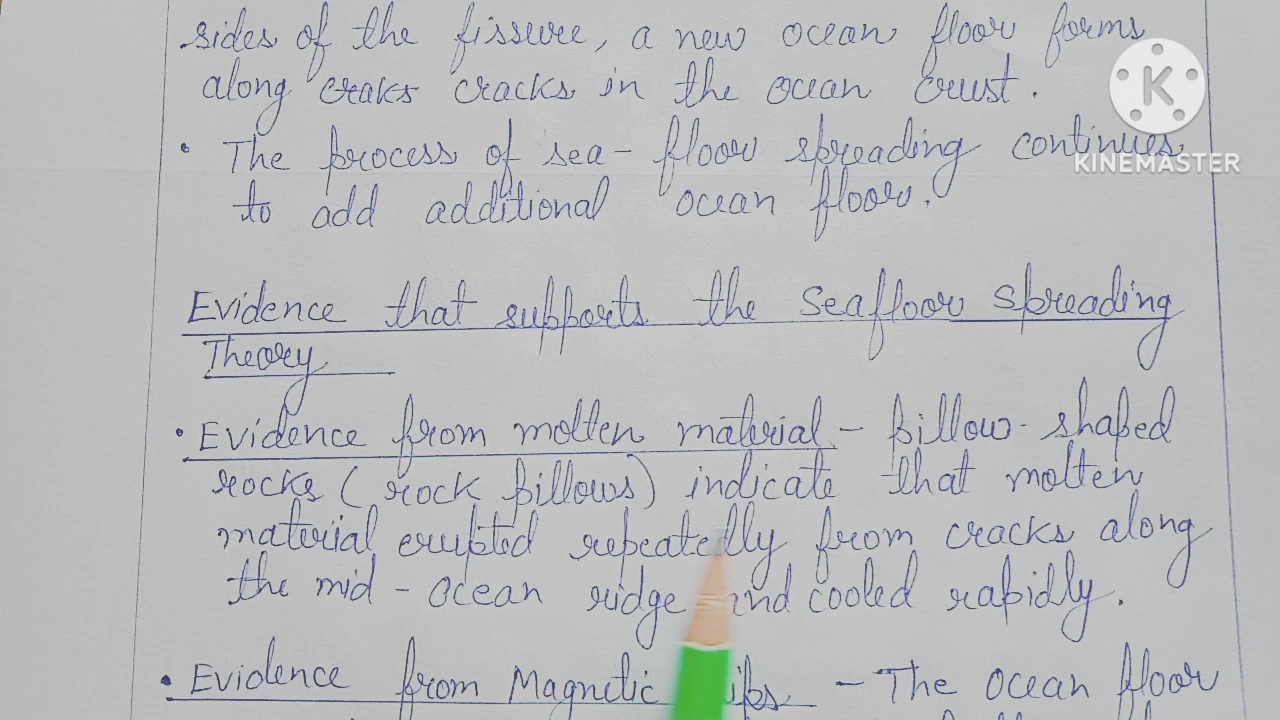 sides of the fissure, a new ocean floor forms
along craks cracks in the ocean crust.
• The process of sea-floor spreading continues
to add additional ocean floor.
K
KINEMASTER
Evidence that supports the Seafloor spreading
Theory
• Evidence from molten material - pillow-shaped
rocks (rock pillows) indicate that molten
material erupted repeatedly from cracks along
the mid-ocean ridge and cooled rapidly.
• Evidence from Magnetic - The ocean floor